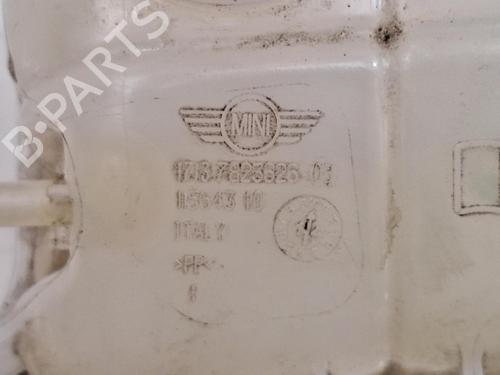 B·PARTS
MINI
1713 7823626-03
ITALY
>PP<